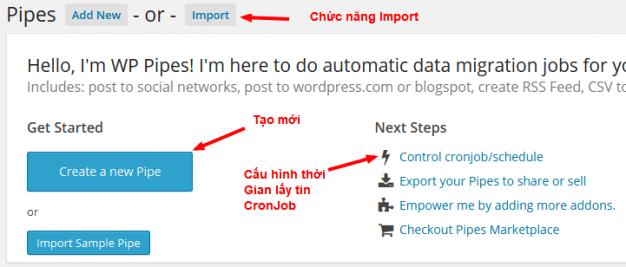 Pipes Add New - or - Import Chức năng Import
Hello, I'm WP Pipes! I'm here to do automatic data migration jobs for yo
Includes: post to social networks, post to wordpress.com or blogspot, create RSS Feed, CSV to
Get Started
Tạo mới
Create a new Pipe
or
Import Sample Pipe
Next Steps
Cấu hình thời
Gian lấy tin
CronJob
Control cronjob/schedule
Export your Pipes to share or sell
Empower me by adding more addons.
Checkout Pipes Marketplace